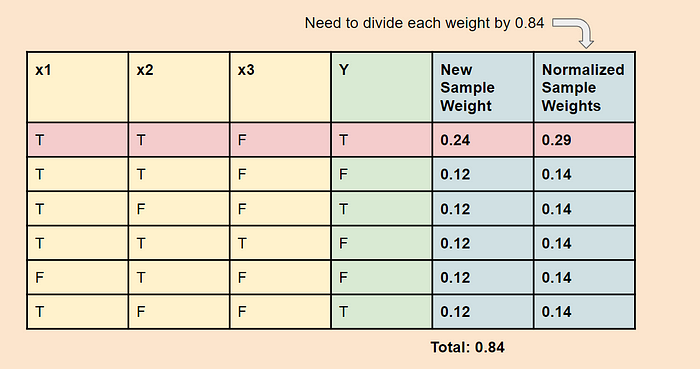 Need to divide each weight by 0.84
x1 x2 x3 Y New Sample Weight Normalized Sample Weights
T T F T 0.24 0.29
T T F F 0.12 0.14
T F F T 0.12 0.14
T T T F 0.12 0.14
F T F F 0.12 0.14
T F F T 0.12 0.14
Total: 0.84